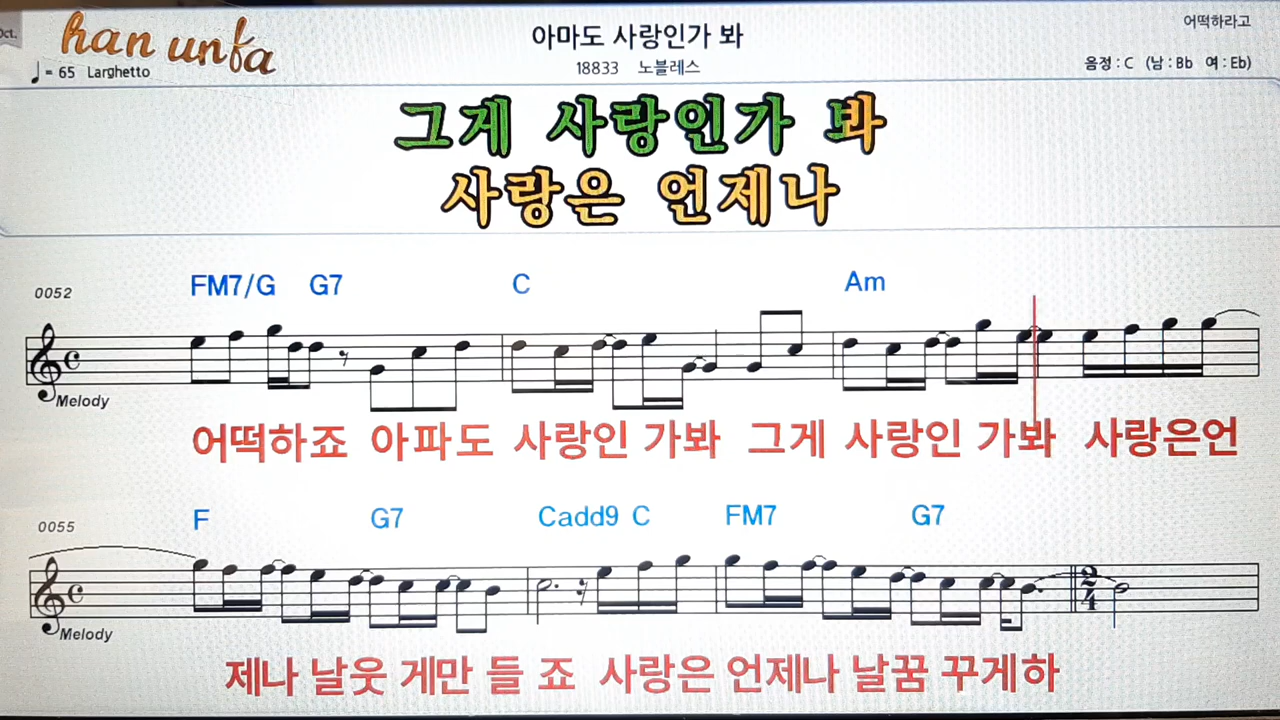 Oct.
han unfa
아마도 사랑인가 봐
어떡하라고
♩= 65 Larghetto
18833 노블레스
음정 : C (남 : Bb 여 : Eb)
그게 사랑인가 봐
사랑은 언제나
0052
FM7/G G7 C Am
Melody
어떡하죠 아파도 사랑인 가봐 그게 사랑인 가봐 사랑은언
0055
F G7 Cadd9 C FM7 G7
2
4
Melody
제나 날웃 게만 들 죠 사랑은 언제나 날꿈 꾸게하